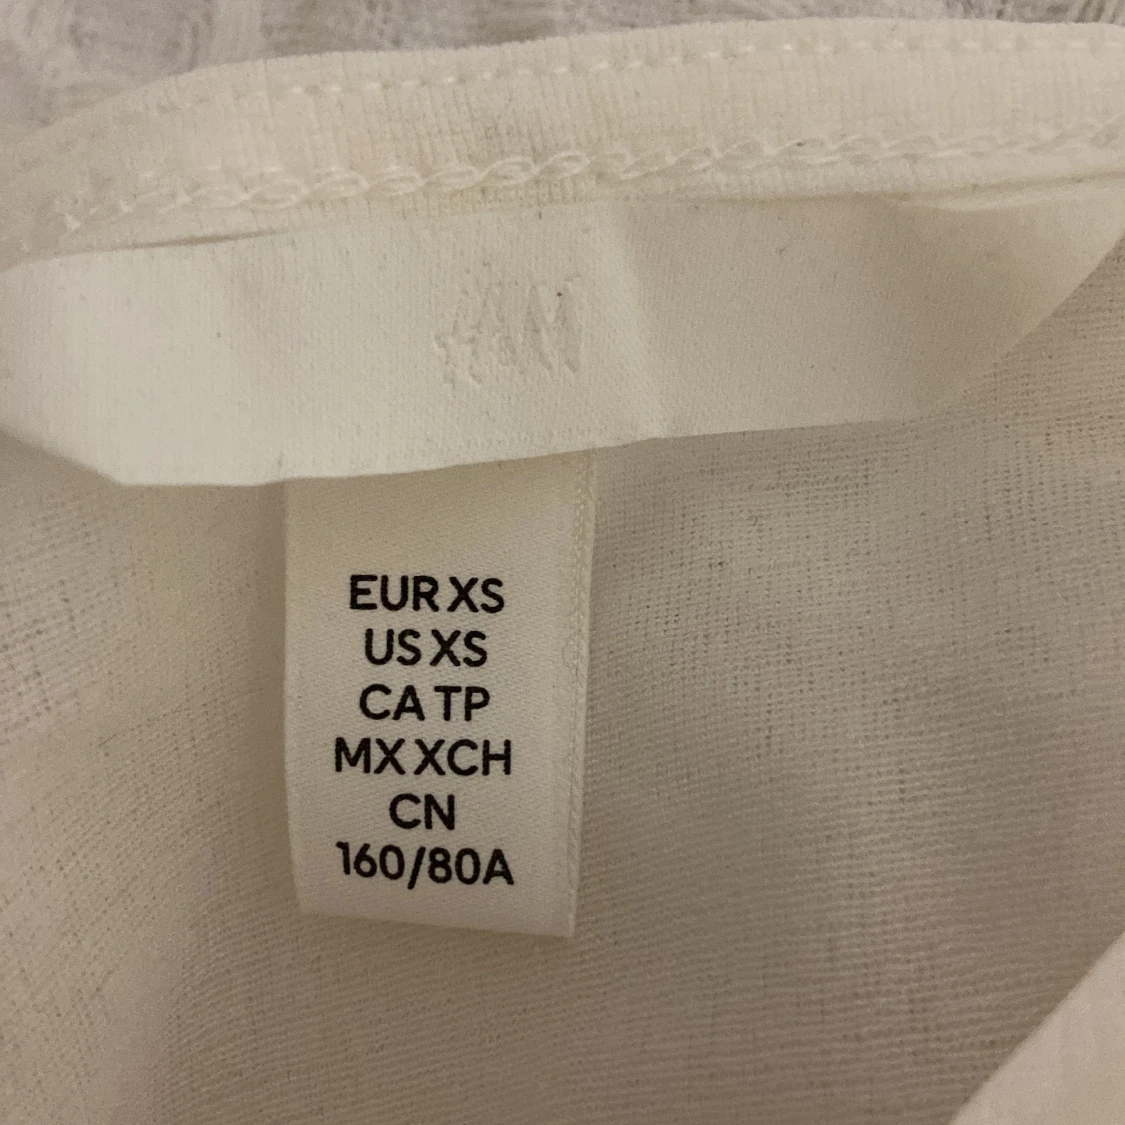 EUR XS
US XS
CA TP
MX XCH
CN
160/80A